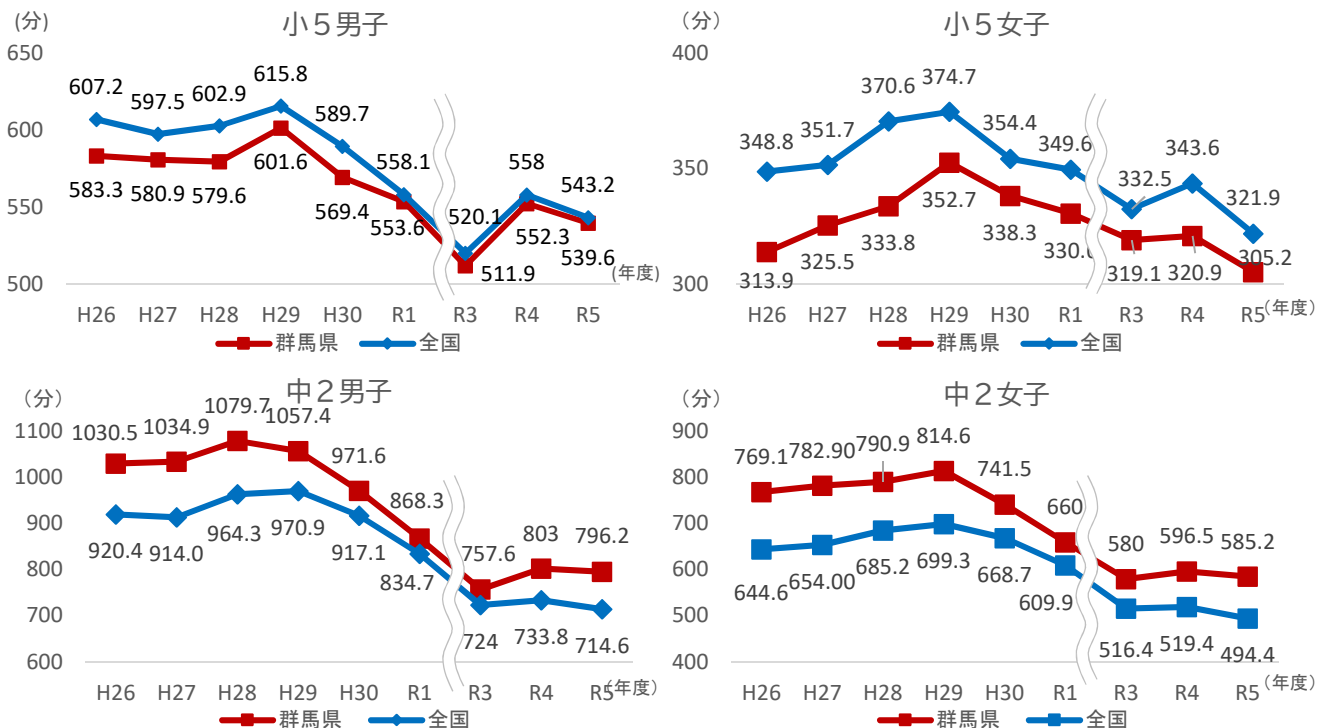 小５男子
(分)
650
600
550
500
607.2 597.5 602.9 615.8 589.7 558.1 520.1 558 543.2
583.3 580.9 579.6 601.6 569.4 553.6 511.9 552.3 539.6
H26 H27 H28 H29 H30 R1 R3 R4 R5
(年度)
群馬県 全国
小５女子
（分）
400
350
300
348.8 351.7 370.6 374.7 354.4 349.6 332.5 343.6 321.9
313.9 325.5 333.8 352.7 338.3 319.1 320.9 305.2
H26 H27 H28 H29 H30 R1 R3 R4 R5
（年度）
群馬県 全国
中２男子
（分）
1100
1000
900
800
700
600
1030.5 1034.9 1079.7 1057.4 971.6 868.3 757.6 803 796.2
920.4 914.0 964.3 970.9 917.1 834.7 724 733.8 714.6
H26 H27 H28 H29 H30 R1 R3 R4 R5
（年度）
群馬県 全国
中２女子
（分）
900
800
700
600
500
400
769.1 782.90 790.9 814.6 741.5 660 580 596.5 585.2
644.6 654.00 685.2 699.3 668.7 609.9 516.4 519.4 494.4
H26 H27 H28 H29 H30 R1 R3 R4 R5
（年度）
群馬県 全国